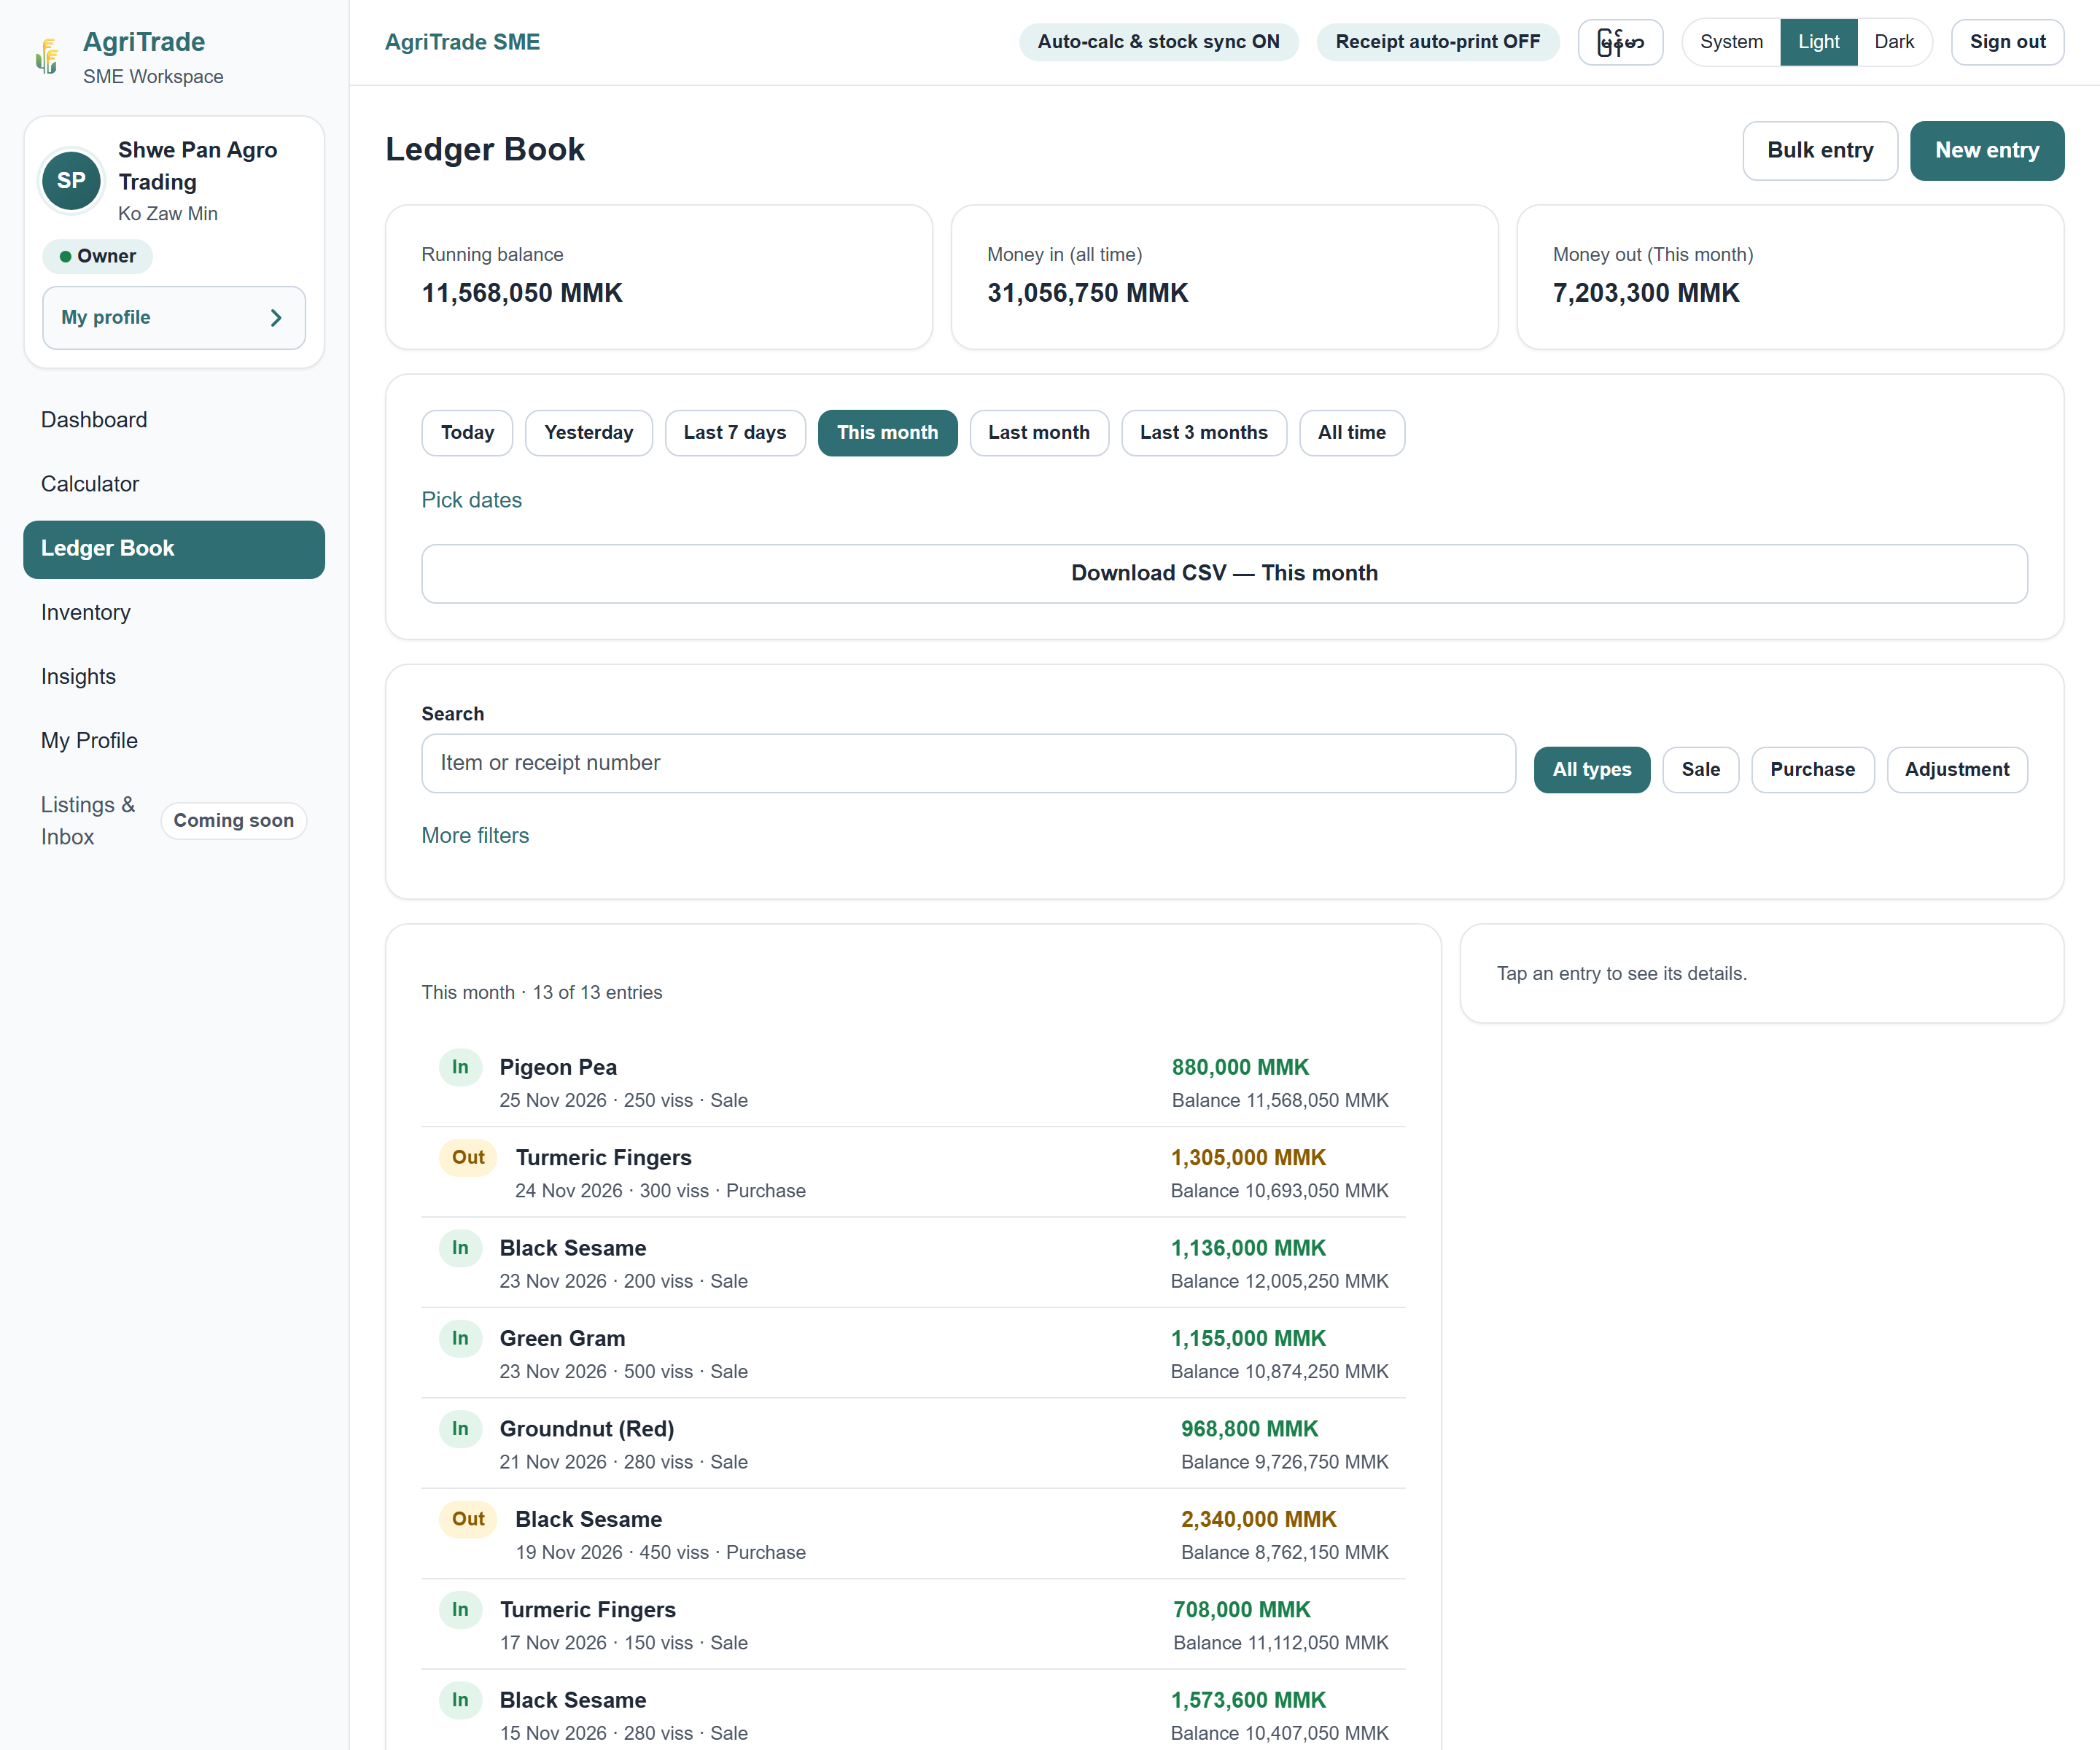 AgriTrade
SME Workspace
SP
Shwe Pan Agro
Trading
Ko Zaw Min
Owner
My profile
Dashboard
Calculator
Ledger Book
Inventory
Insights
My Profile
Listings &
Inbox
Coming soon
AgriTrade SME
Auto-calc & stock sync ON
Receipt auto-print OFF
မြန်မာ
System
Light
Dark
Sign out
Ledger Book
Bulk entry
New entry
Running balance
11,568,050 MMK
Money in (all time)
31,056,750 MMK
Money out (This month)
7,203,300 MMK
Today
Yesterday
Last 7 days
This month
Last month
Last 3 months
All time
Pick dates
Download CSV — This month
Search
Item or receipt number
All types
Sale
Purchase
Adjustment
More filters
This month · 13 of 13 entries
In
Pigeon Pea
880,000 MMK
25 Nov 2026 · 250 viss · Sale
Balance 11,568,050 MMK
Out
Turmeric Fingers
1,305,000 MMK
24 Nov 2026 · 300 viss · Purchase
Balance 10,693,050 MMK
In
Black Sesame
1,136,000 MMK
23 Nov 2026 · 200 viss · Sale
Balance 12,005,250 MMK
In
Green Gram
1,155,000 MMK
23 Nov 2026 · 500 viss · Sale
Balance 10,874,250 MMK
In
Groundnut (Red)
968,800 MMK
21 Nov 2026 · 280 viss · Sale
Balance 9,726,750 MMK
Out
Black Sesame
2,340,000 MMK
19 Nov 2026 · 450 viss · Purchase
Balance 8,762,150 MMK
In
Turmeric Fingers
708,000 MMK
17 Nov 2026 · 150 viss · Sale
Balance 11,112,050 MMK
In
Black Sesame
1,573,600 MMK
15 Nov 2026 · 280 viss · Sale
Balance 10,407,050 MMK
Tap an entry to see its details.